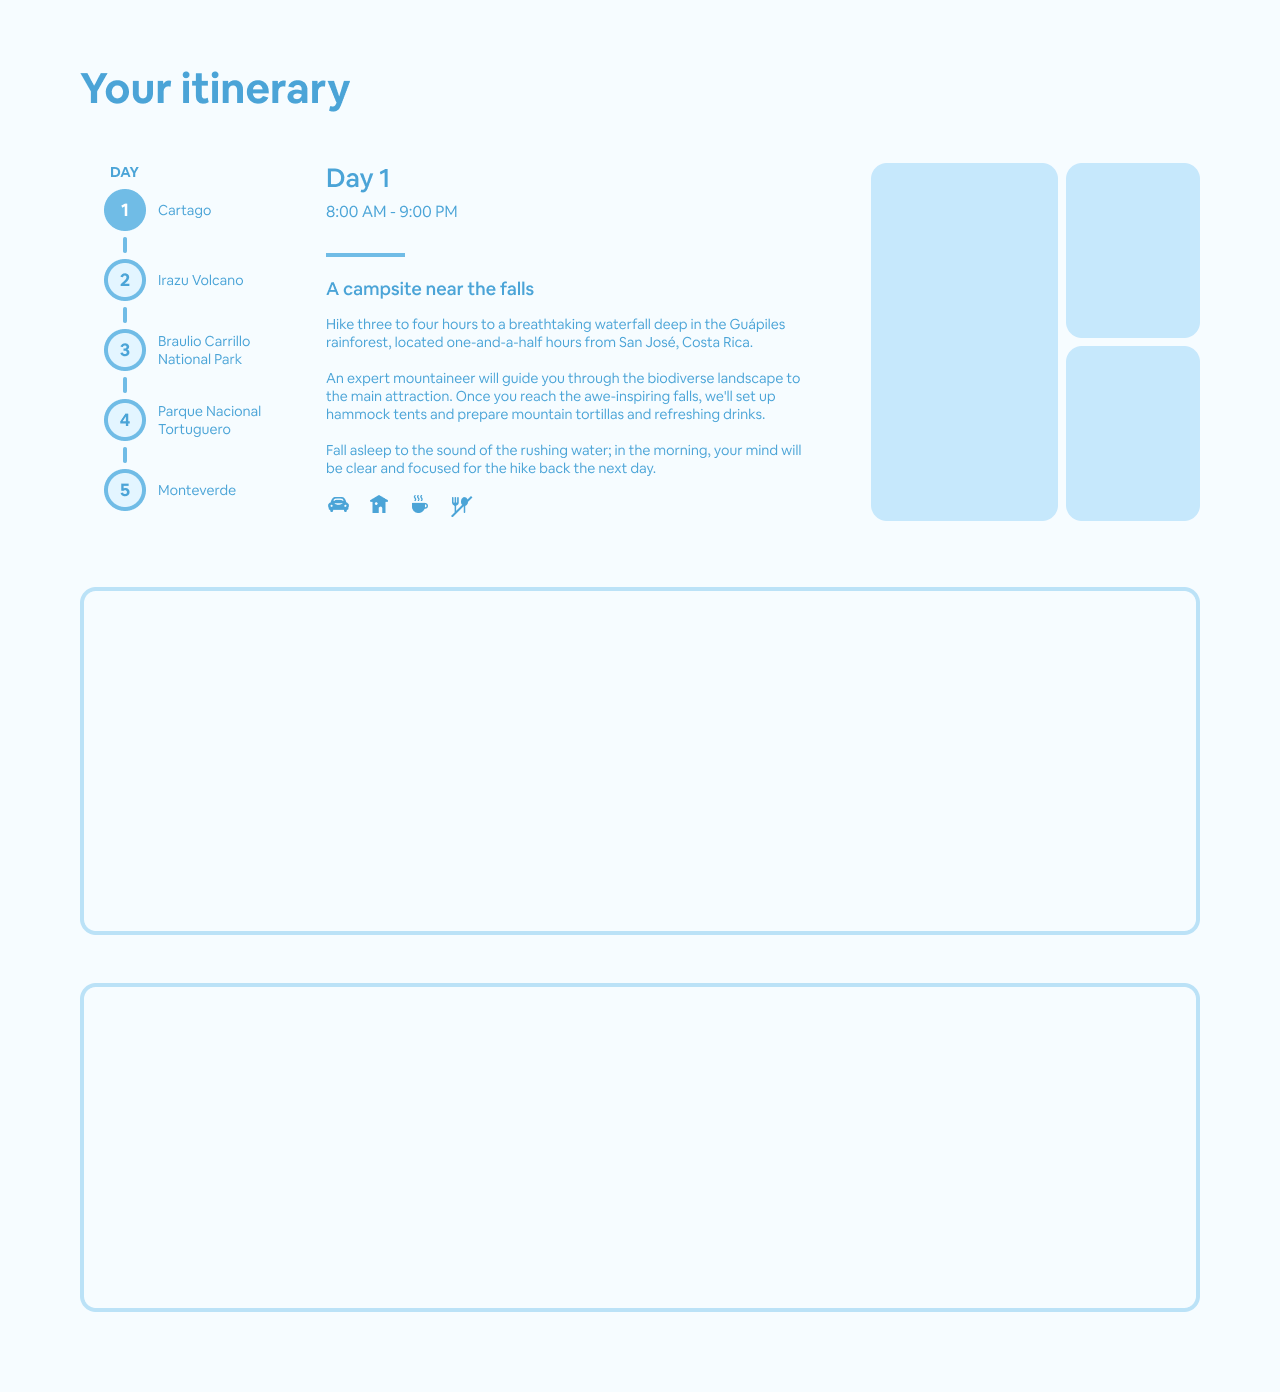 Your itinerary
DAY
1
Cartago
2
Irazu Volcano
3
Braulio Carrillo
National Park
4
Parque Nacional
Tortuguero
5
Monteverde
Day 1
8:00 AM - 9:00 PM
A campsite near the falls
Hike three to four hours to a breathtaking waterfall deep in the Guápiles
rainforest, located one-and-a-half hours from San José, Costa Rica.
An expert mountaineer will guide you through the biodiverse landscape to
the main attraction. Once you reach the awe-inspiring falls, we'll set up
hammock tents and prepare mountain tortillas and refreshing drinks.
Fall asleep to the sound of the rushing water; in the morning, your mind will
be clear and focused for the hike back the next day.